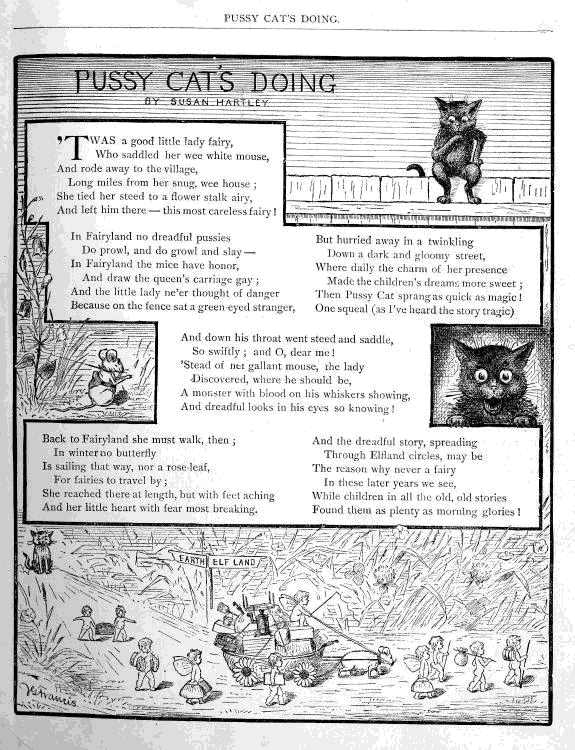 PUSSY CAT'S DOING.
PUSSY CAT'S DOING
BY SUSAN HARTLEY
'TWAS a good little lady fairy,
Who saddled her wee white mouse,
And rode away to the village,
Long miles from her snug, wee house;
She tied her steed to a flower stalk airy,
And left him there — this most careless fairy!
In Fairyland no dreadful pussies
Do prowl, and do growl and slay —
In Fairyland the mice have honor,
And draw the queen's carriage gay;
And the little lady ne'er thought of danger
Because on the fence sat a green-eyed stranger,
But hurried away in a twinkling
Down a dark and gloomy street,
Where daily the charm of her presence
Made the children's dreams more sweet;
Then Pussy Cat sprang as quick as magic!
One squeal (as I've heard the story tragic)
And down his throat went steed and saddle,
So swiftly; and O, dear me!
'Stead of her gallant mouse, the lady
Discovered, where he should be,
A monster with blood on his whiskers showing,
And dreadful looks in his eyes so knowing!
Back to Fairyland she must walk, then;
In winter no butterfly
Is sailing that way, nor a rose-leaf,
For fairies to travel by;
She reached there at length, but with feet aching
And her little heart with fear most breaking.
And the dreadful story, spreading
Through Elfland circles, may be
The reason why never a fairy
In these later years we see,
While children in all the old, old stories
Found them as plenty as morning glories!
EARTH
ELF LAND
Francis